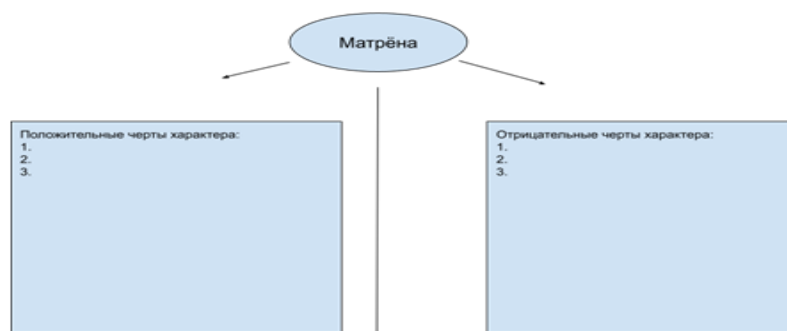 Матрёна
Положительные черты характера:
1.
2.
3.
Отрицательные черты характера:
1.
2.
3.